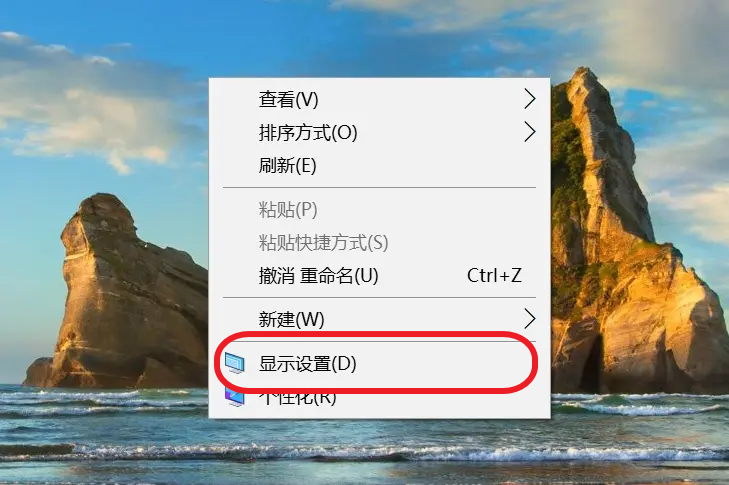 查看(V)
排序方式(O)
刷新(E)
粘贴(P)
粘贴快捷方式(S)
撤消 重命名(U) Ctrl+Z
新建(W)
显示设置(D)
个性化(R)